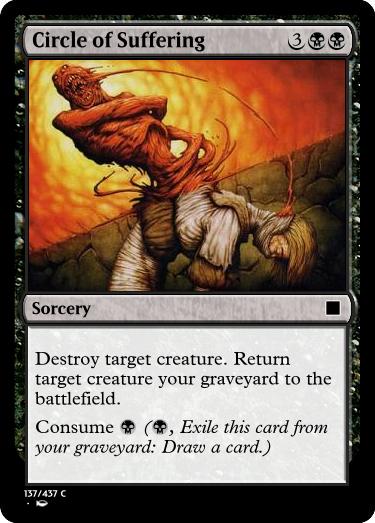 Circle of Suffering 3
Sorcery
Destroy target creature. Return
target creature your graveyard to the
battlefield.
Consume (, Exile this card from
your graveyard: Draw a card.)
137/437 C